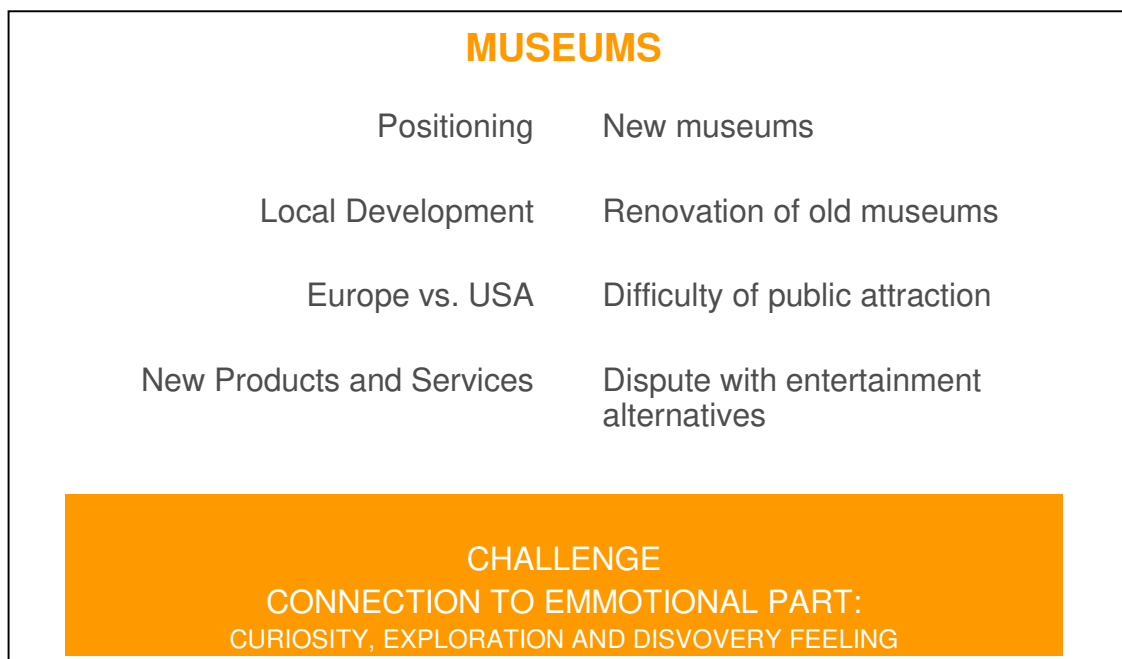 MUSEUMS
Positioning
New museums
Local Development
Renovation of old museums
Europe vs. USA
Difficulty of public attraction
New Products and Services
Dispute with entertainment
alternatives
CHALLENGE
CONNECTION TO EMMOTIONAL PART:
CURIOSITY, EXPLORATION AND DISVOVERY FEELING